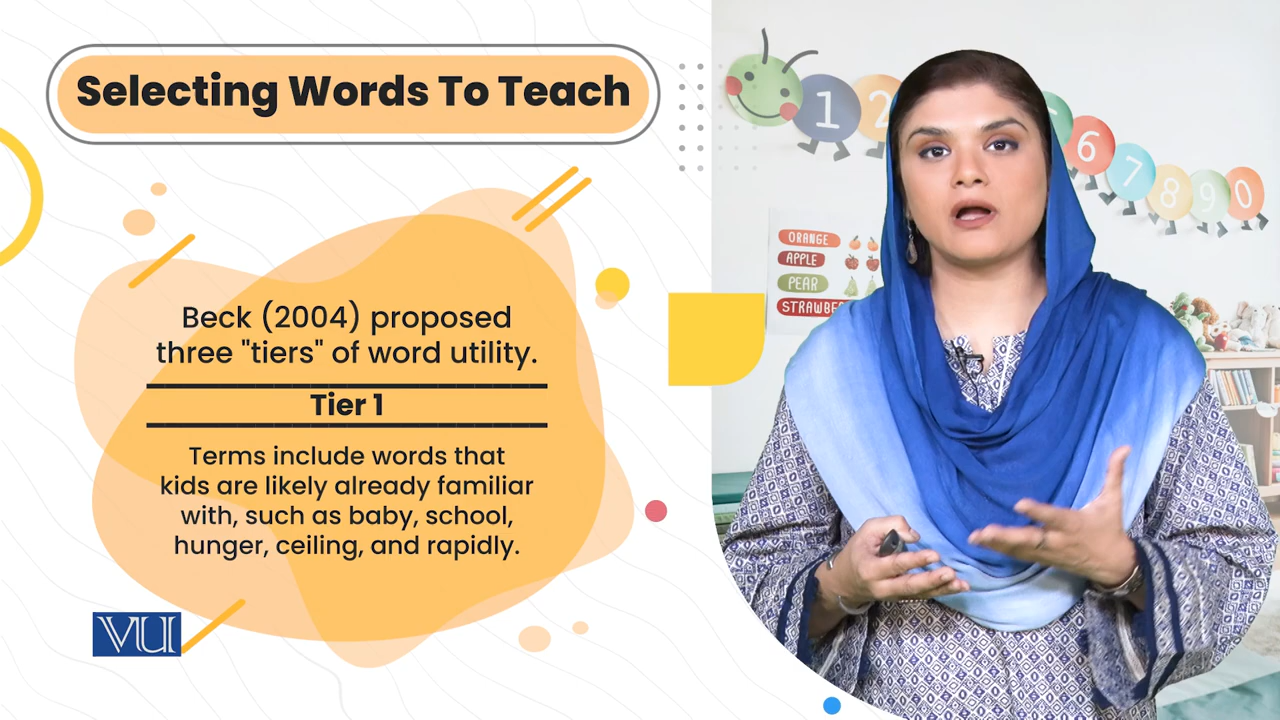 Selecting Words To Teach
Beck (2004) proposed
three "tiers" of word utility.
Tier 1
Terms include words that
kids are likely already familiar
with, such as baby, school,
hunger, ceiling, and rapidly.
VU
1 2
6 7 8 9 0
ORANGE
APPLE
PEAR